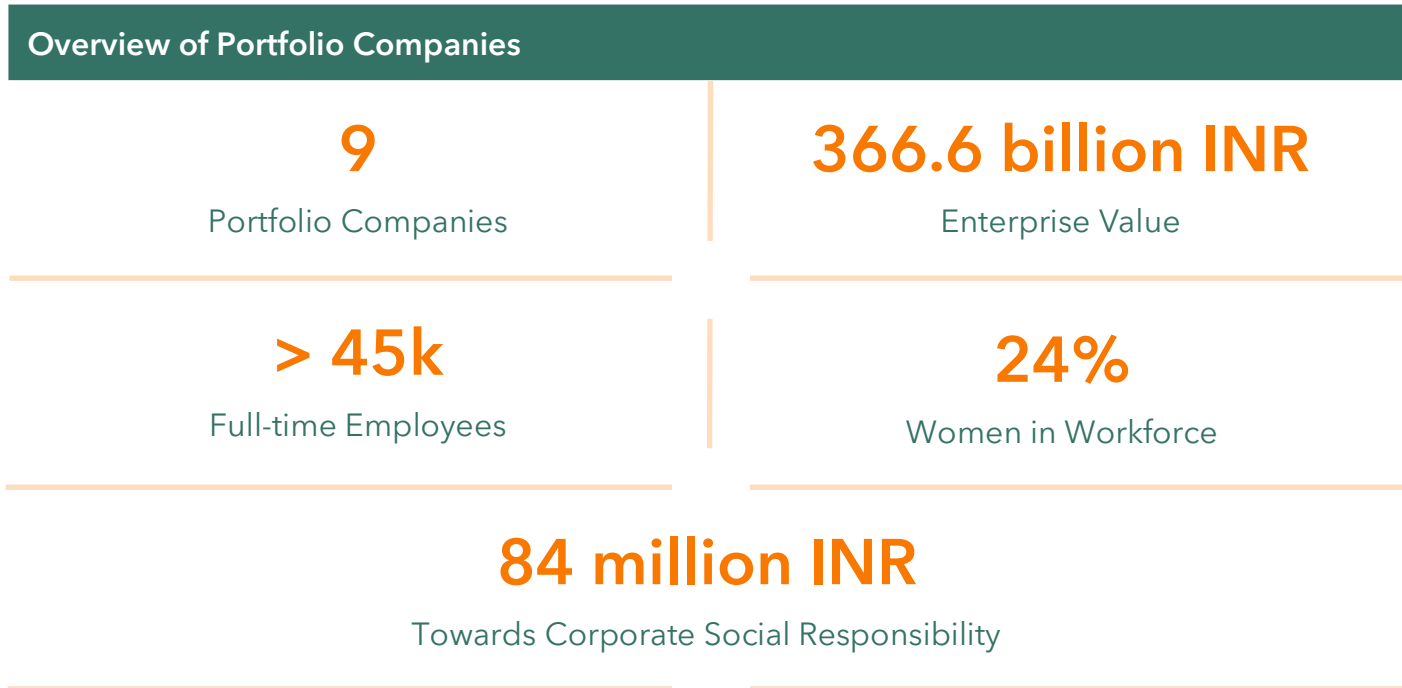 Overview of Portfolio Companies
9
Portfolio Companies
366.6 billion INR
Enterprise Value
> 45k
Full-time Employees
24%
Women in Workforce
84 million INR
Towards Corporate Social Responsibility